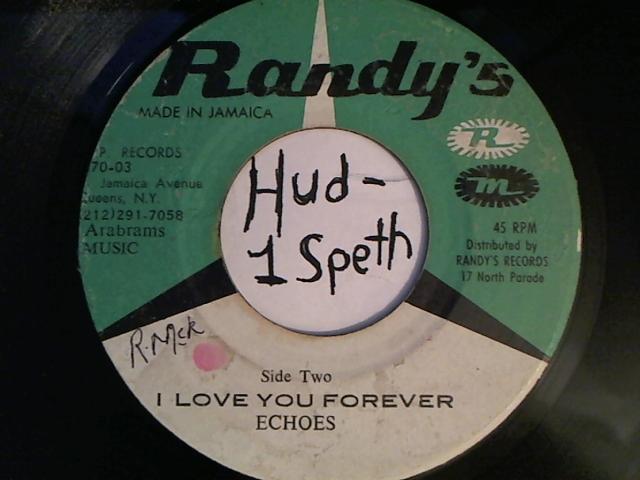 Randy's
MADE IN JAMAICA
P. RECORDS
70-03
Jamaica Avenue
ueens, N.Y.
(212)291-7058
Arabrams
MUSIC
Hud-
1 Speth
R
M
45 RPM
Distributed by
RANDY'S RECORDS
17 North Parade
R. McK
Side Two
I LOVE YOU FOREVER
ECHOES